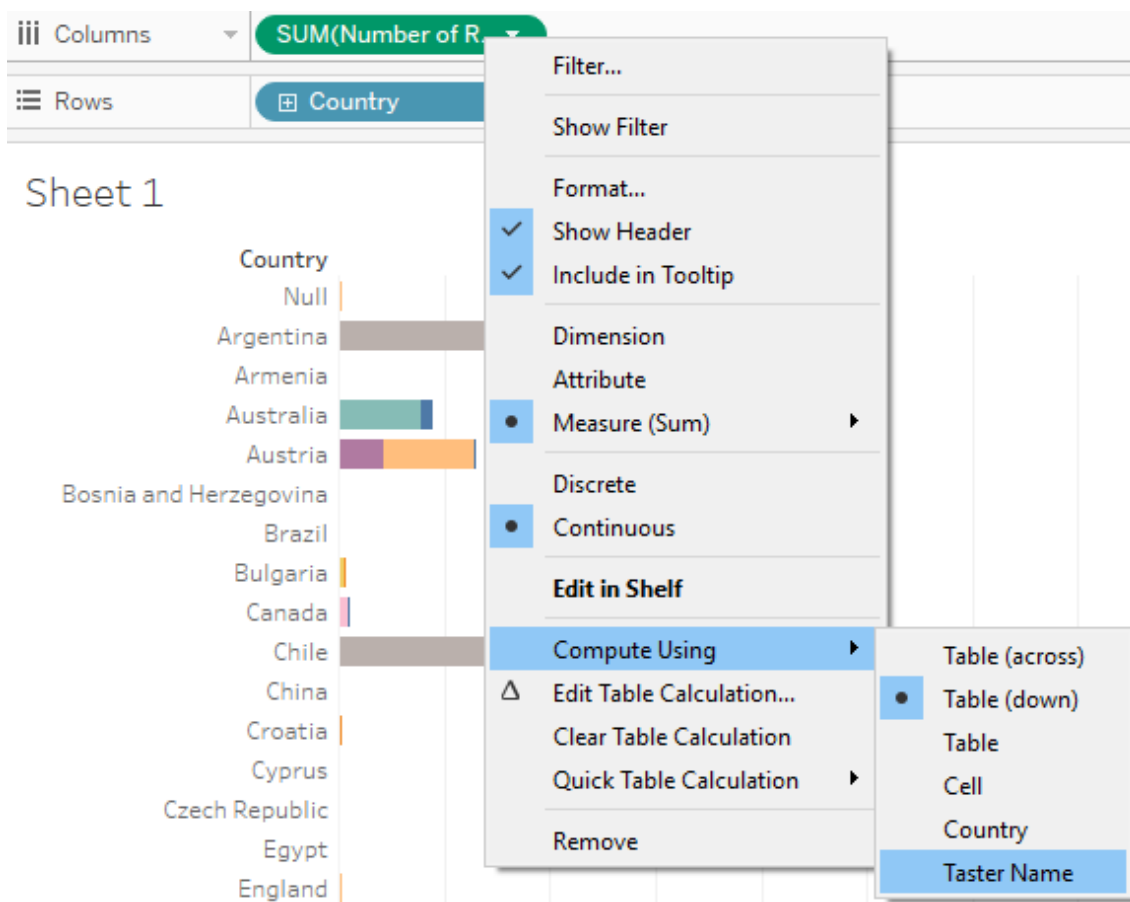 Columns
SUM(Number of R..
Rows
Country
Sheet 1
Country
Null
Argentina
Armenia
Australia
Austria
Bosnia and Herzegovina
Brazil
Bulgaria
Canada
Chile
China
Croatia
Cyprus
Czech Republic
Egypt
England
Filter...
Show Filter
Format...
Show Header
Include in Tooltip
Dimension
Attribute
Measure (Sum)
Discrete
Continuous
Edit in Shelf
Compute Using
Edit Table Calculation...
Clear Table Calculation
Quick Table Calculation
Remove
Table (across)
Table (down)
Table
Cell
Country
Taster Name